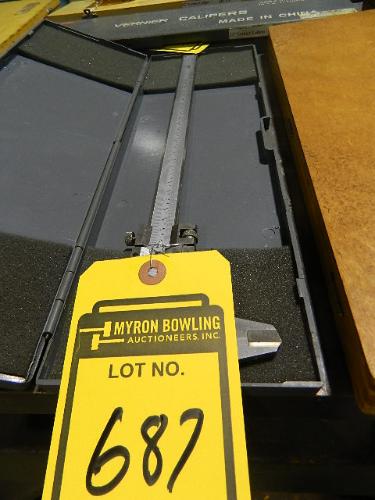 VERNIER CALIPERS
MADE IN CHINA
MYRON BOWLING
AUCTIONEERS, INC.
LOT NO.
687